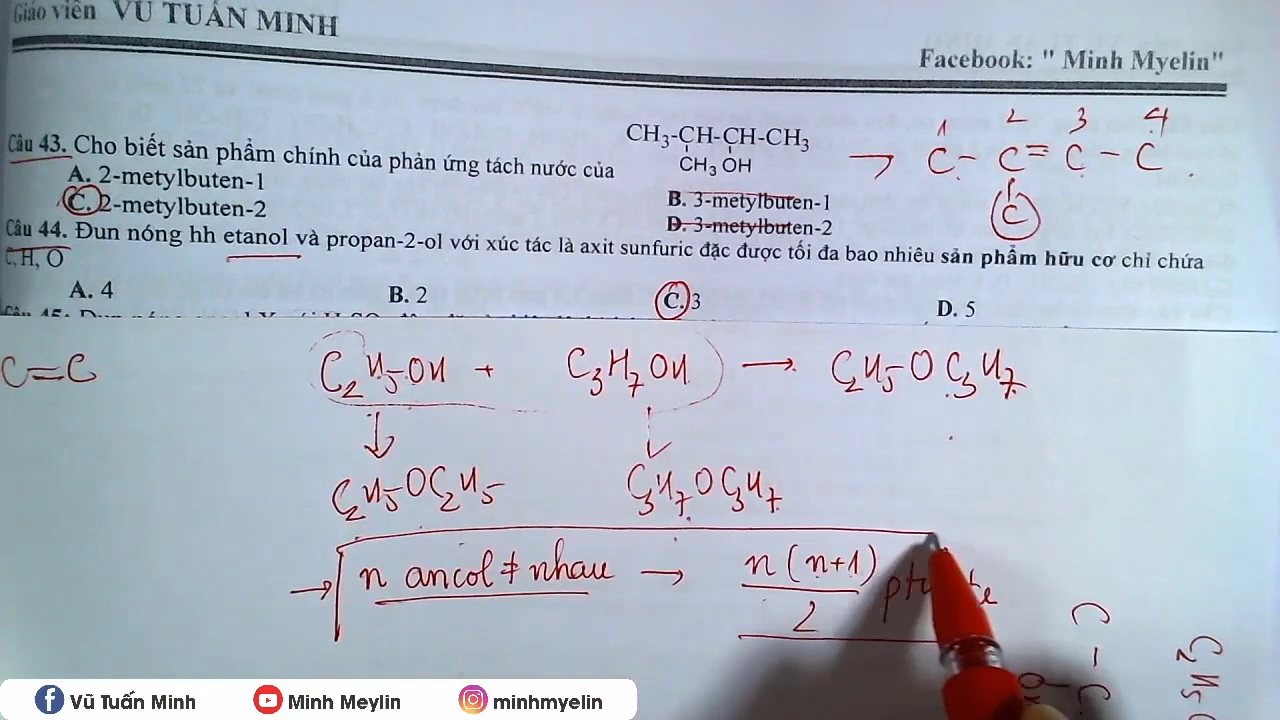 Giáo viên VŨ TUẤN MINH
Facebook: " Minh Myelin"
Câu 43. Cho biết sản phẩm chính của phản ứng tách nước của
CH3-CH-CH-CH3
CH3 OH
→ C - C = C - C
1 2 3 4
C
A. 2-metylbuten-1
B. 3-metylbuten-1
C. 2-metylbuten-2
D. 3-metylbuten-2
Câu 44. Đun nóng hh etanol và propan-2-ol với xúc tác là axit sunfuric đặc được tối đa bao nhiêu sản phẩm hữu cơ chỉ chứa
C, H, O
A. 4
B. 2
C. 3
D. 5
C=C
C2H5OH + C3H7OH → C2H5OC3H7
C2H5OC2H5
C3H7OC3H7
→ n ancol ≠ nhau → n(n+1)
2
C - C
C2H5
Vũ Tuấn Minh
Minh Meylin
minhmyelin